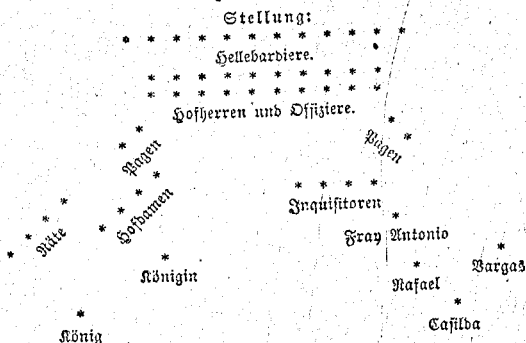 Stellung:
* * * * * * * * * * * *
Hellebardiere.
* * * * * * * * * *
* * * * * * * * * *
Hofherren und Offiziere.
* *
Pagen
* *
Pagen
* * * *
Räte
* * * *
Hofdamen
* * * *
Inquisitoren
*
Fray Antonio
*
Königin
*
Rafael
*
Vargas
*
König
*
Casilda